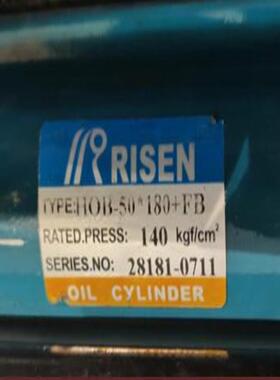 RISEN
TYPE:HOB-50*180+FB
RATED.PRESS: 140 kgf/cm²
SERIES.NO: 28181-0711
OIL CYLINDER